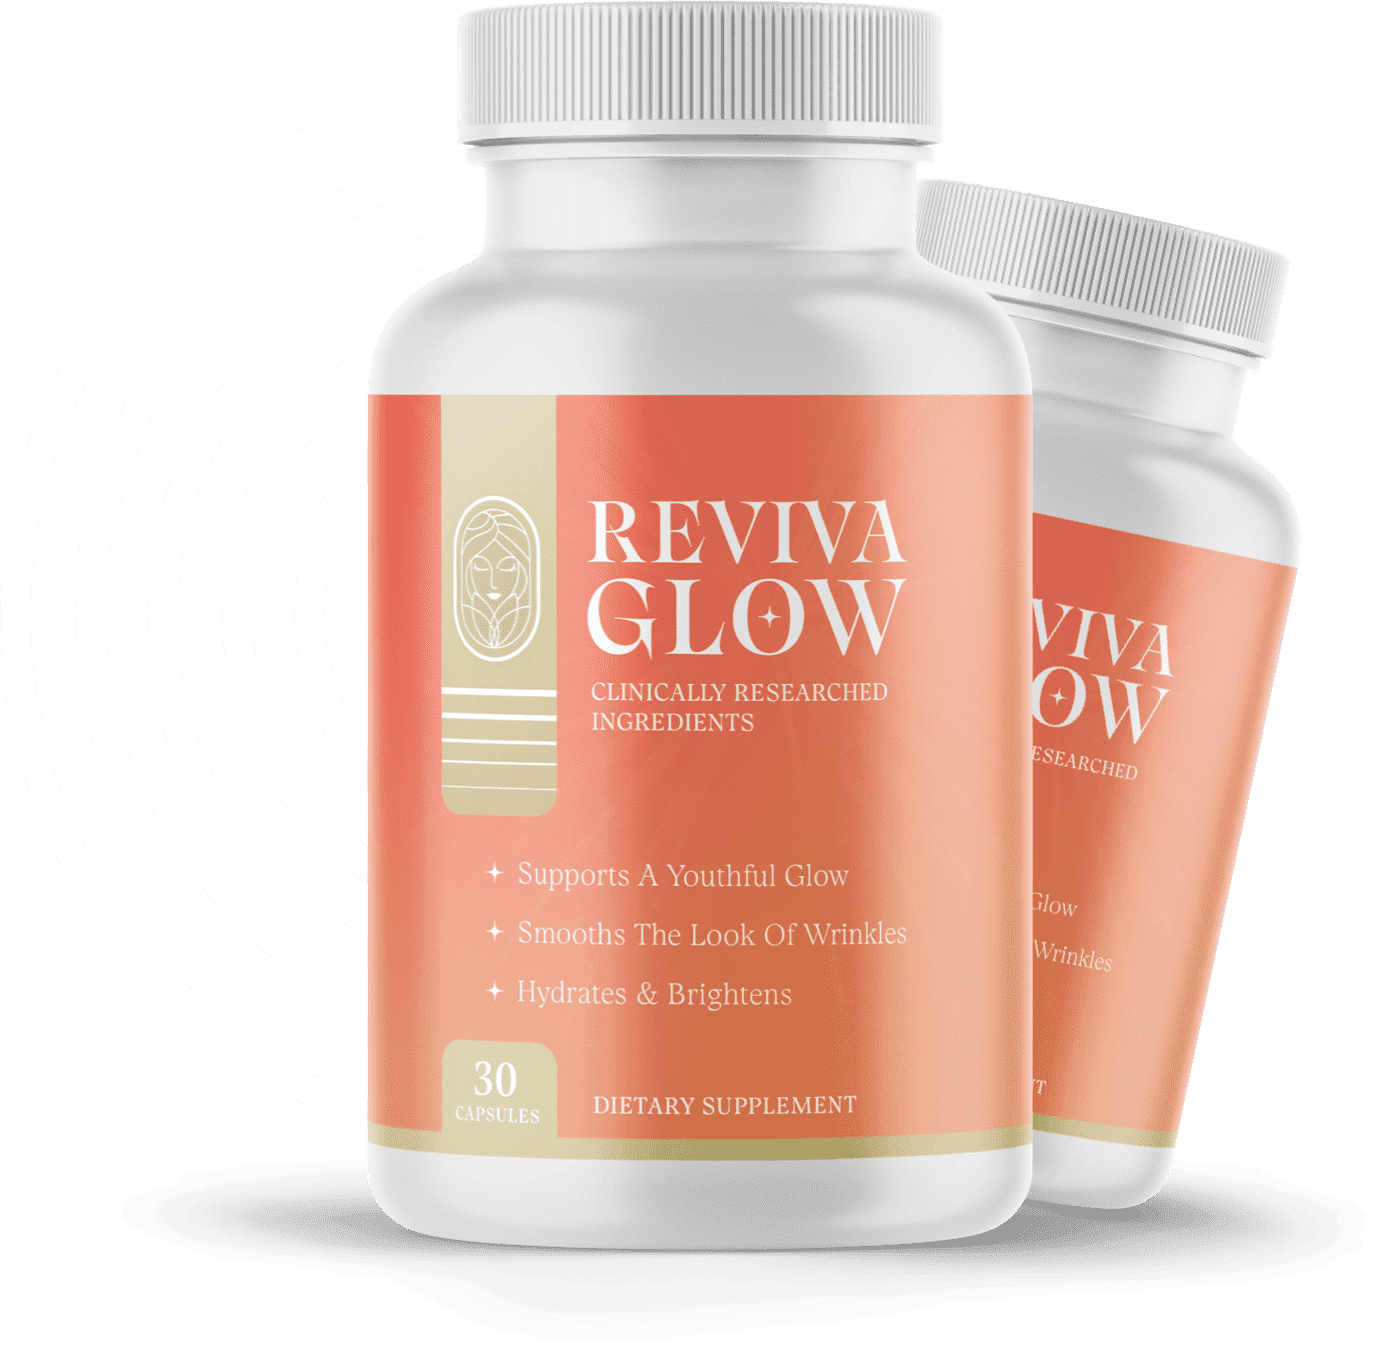 REVIVA
GLOW
CLINICALLY RESEARCHED
INGREDIENTS
Supports A Youthful Glow
Smooths The Look Of Wrinkles
Hydrates & Brightens
30
CAPSULES
DIETARY SUPPLEMENT
VIVA
OW
ESEARCHED
Glow
Wrinkles
NT